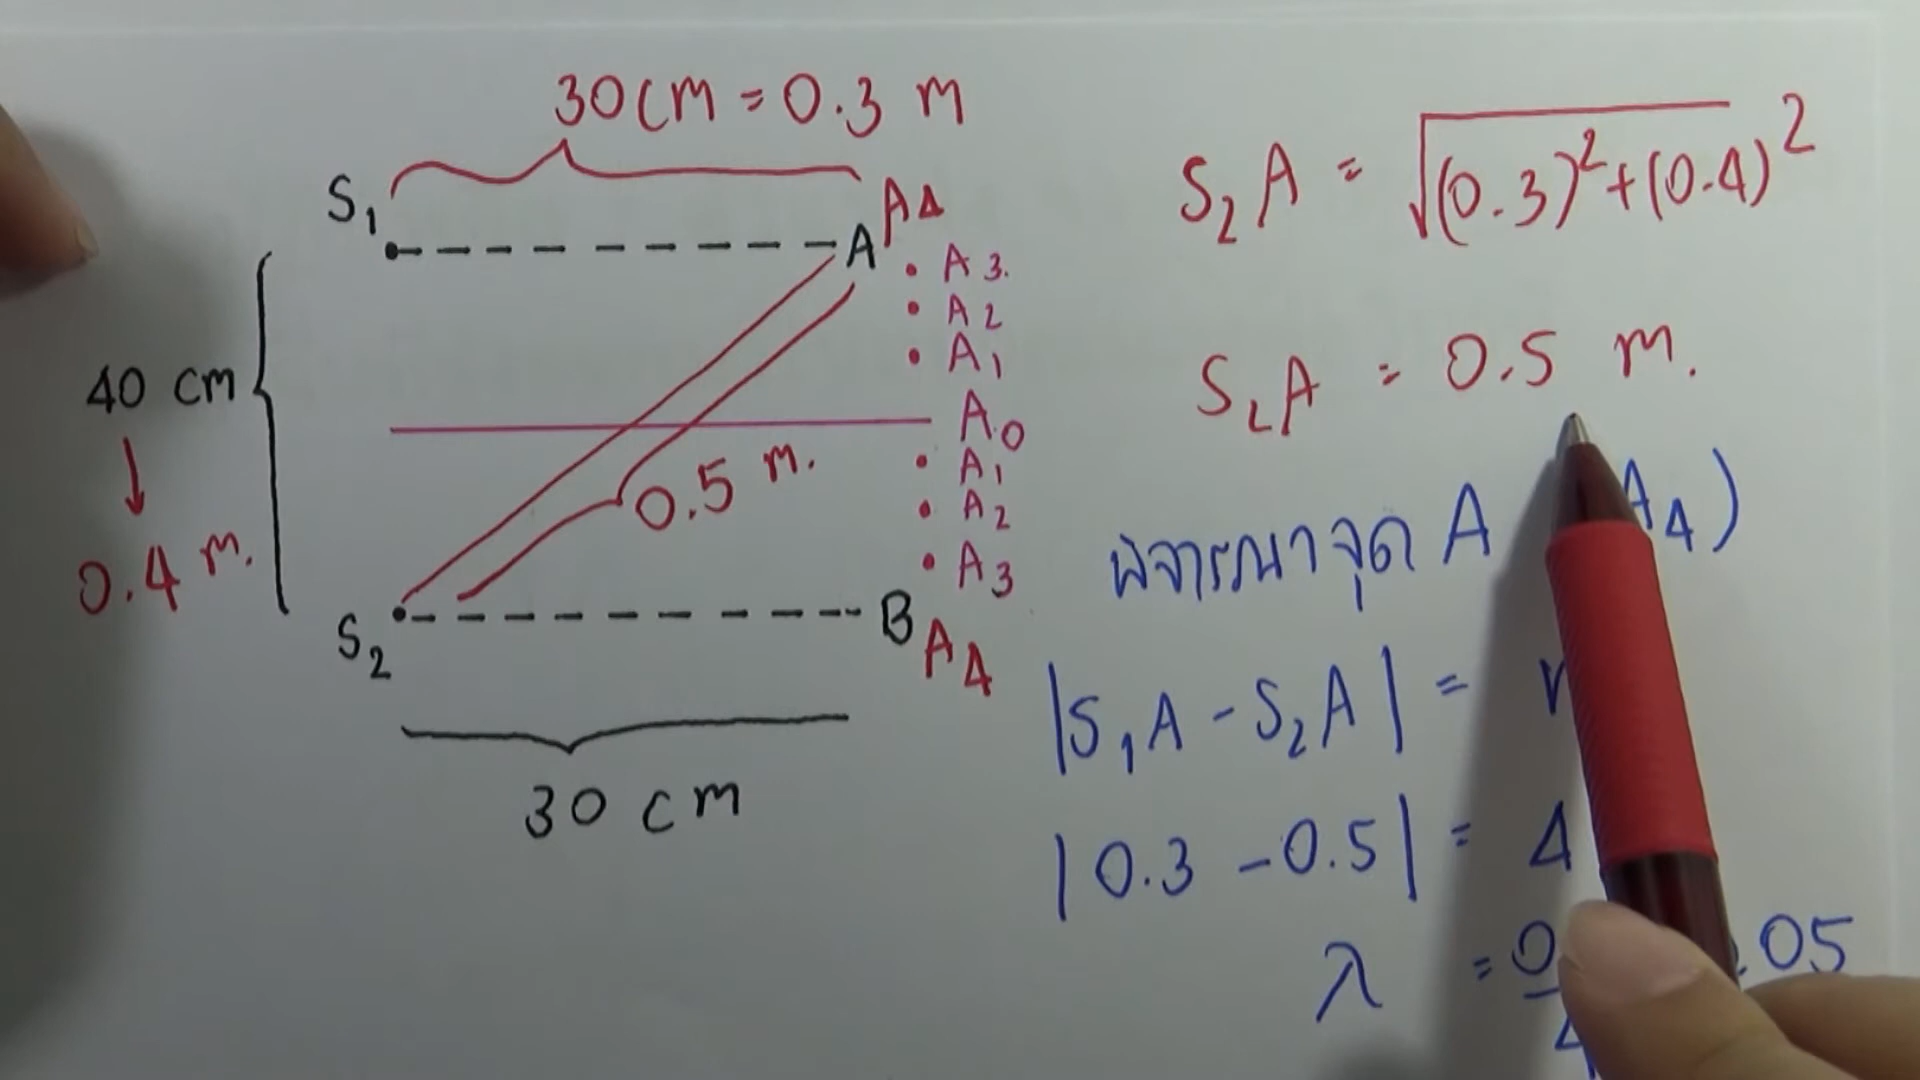 30 cm = 0.3 m
S₁
A A₄
A₃.
A₂
A₁
40 cm
A₀
0.4 m.
0.5 m.
A₁
A₂
A₃
S₂
B A₄
30 cm
S₂A = √(0.3)²+(0.4)²
S₂A = 0.5 m.
พิจารณาจุด A A₄)
|S₁A - S₂A| =
|0.3 - 0.5| = 4
λ = 0 .05
4